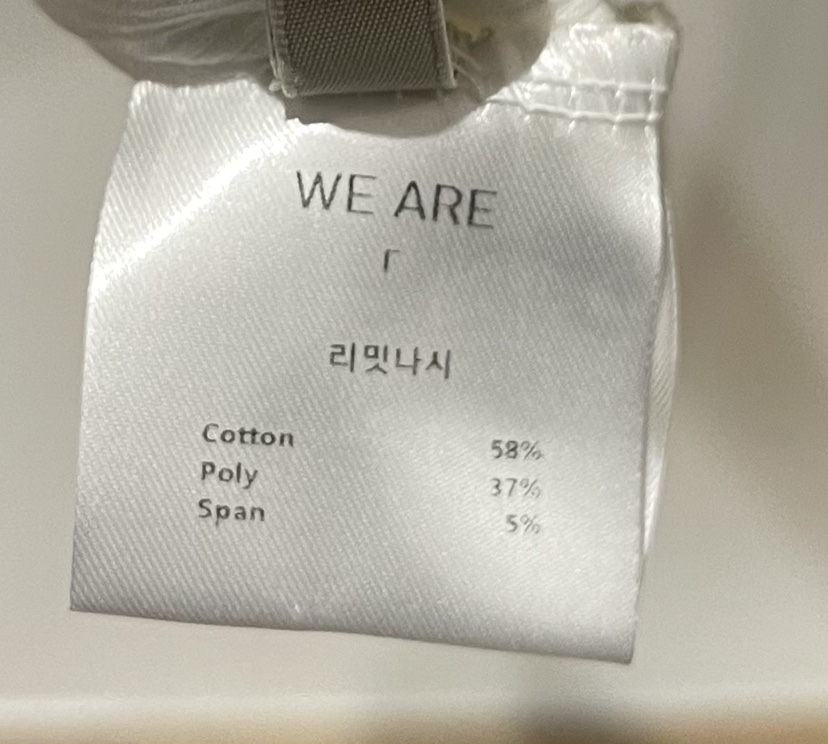 WE ARE
r
리밋나시
Cotton 58%
Poly 37%
Span 5%